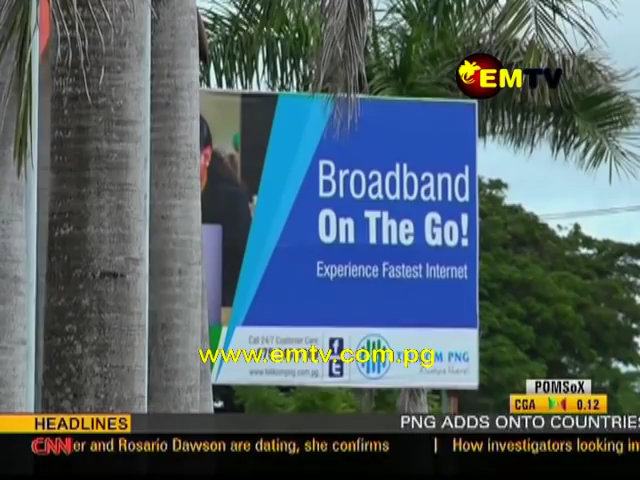 EMTV
Broadband
On The Go!
Experience Fastest Internet
Call 24/7 Customer Care
www.telikompng.com.pg
www.emtv.com.pg
M PNG
POMSoX
CGA 0.12
HEADLINES
PNG ADDS ONTO COUNTRIES
CNN er and Rosario Dawson are dating, she confirms | How investigators looking in